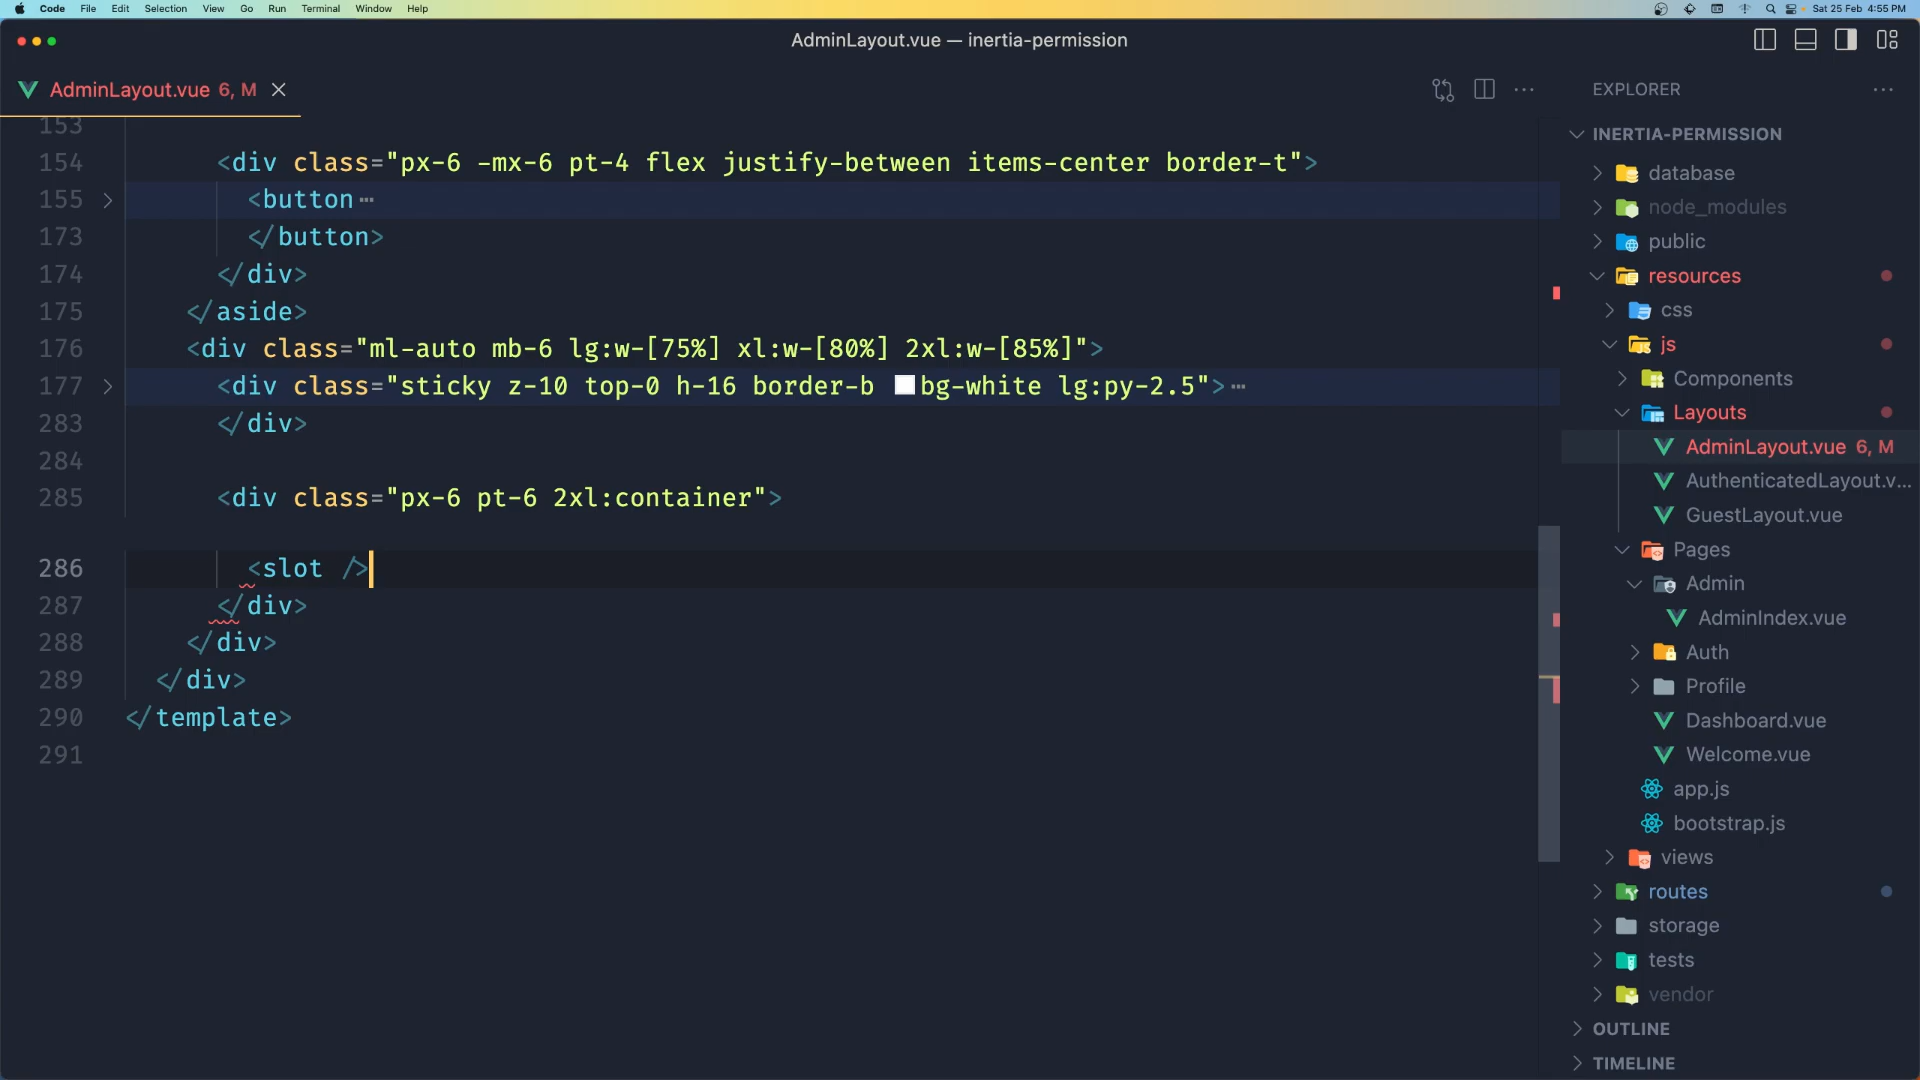 Code File Edit Selection View Go Run Terminal Window Help Sat 25 Feb 4:55 PM
AdminLayout.vue — inertia-permission
AdminLayout.vue 6, M
153
154 <div class="px-6 -mx-6 pt-4 flex justify-between items-center border-t">
155 <button ⋯
173 </button>
174 </div>
175 </aside>
176 <div class="ml-auto mb-6 lg:w-[75%] xl:w-[80%] 2xl:w-[85%]">
177 <div class="sticky z-10 top-0 h-16 border-b bg-white lg:py-2.5"> ⋯
283 </div>
284
285 <div class="px-6 pt-6 2xl:container">
286 <slot />
287 </div>
288 </div>
289 </div>
290 </template>
291
EXPLORER
INERTIA-PERMISSION
database
node_modules
public
resources
css
js
Components
Layouts
AdminLayout.vue 6, M
AuthenticatedLayout.v...
GuestLayout.vue
Pages
Admin
AdminIndex.vue
Auth
Profile
Dashboard.vue
Welcome.vue
app.js
bootstrap.js
views
routes
storage
tests
vendor
OUTLINE
TIMELINE